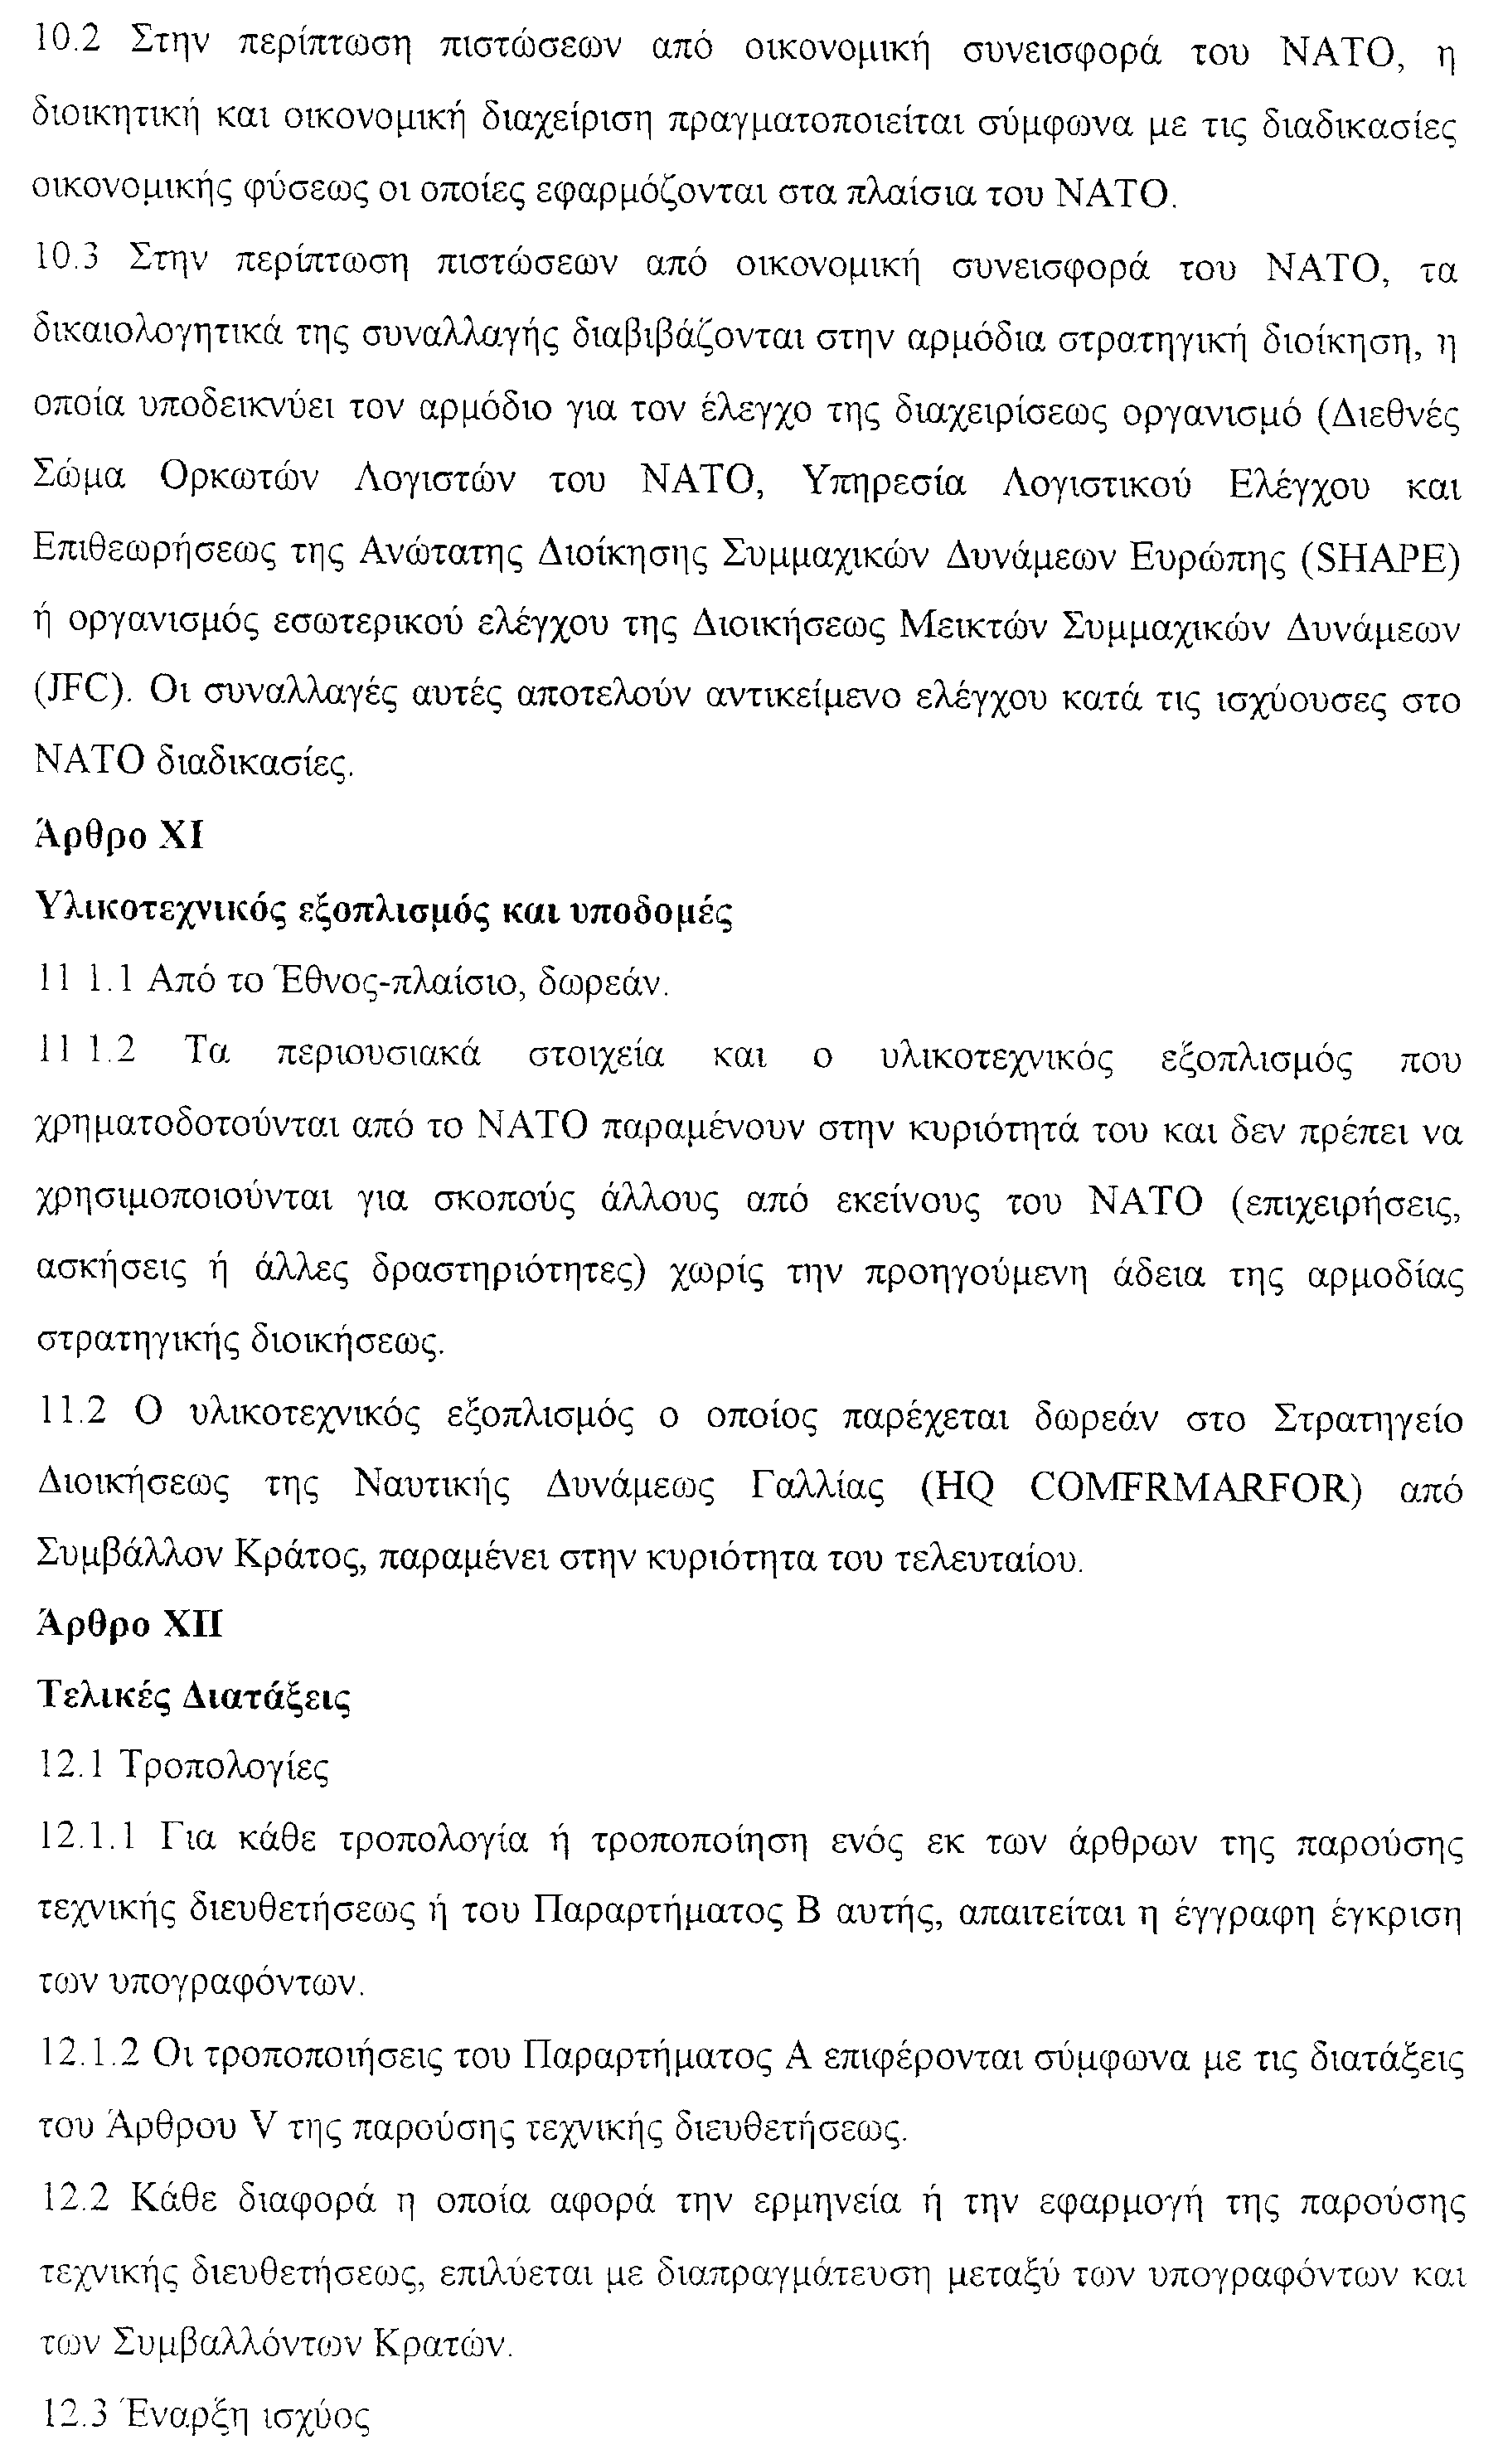 10.2 Στην περίπτωση πιστώσεων από οικονομική συνεισφορά του ΝΑΤΟ, η
διοικητική και οικονομική διαχείριση πραγματοποιείται σύμφωνα με τις διαδικασίες
οικονομικής φύσεως οι οποίες εφαρμόζονται στα πλαίσια του ΝΑΤΟ.
10.3 Στην περίπτωση πιστώσεων από οικονομική συνεισφορά του ΝΑΤΟ, τα
δικαιολογητικά της συναλλαγής διαβιβάζονται στην αρμόδια στρατηγική διοίκηση, η
οποία υποδεικνύει τον αρμόδιο για τον έλεγχο της διαχειρίσεως οργανισμό (Διεθνές
Σώμα Ορκωτών Λογιστών του ΝΑΤΟ, Υπηρεσία Λογιστικού Ελέγχου και
Επιθεωρήσεως της Ανώτατης Διοίκησης Συμμαχικών Δυνάμεων Ευρώπης (SHAPE)
ή οργανισμός εσωτερικού ελέγχου της Διοικήσεως Μεικτών Συμμαχικών Δυνάμεων
(JFC). Οι συναλλαγές αυτές αποτελούν αντικείμενο ελέγχου κατά τις ισχύουσες στο
ΝΑΤΟ διαδικασίες.
Άρθρο XI
Υλικοτεχνικός εξοπλισμός και υποδομές
11 1.1 Από το Έθνος-πλαίσιο, δωρεάν.
11 1.2 Τα περιουσιακά στοιχεία και ο υλικοτεχνικός εξοπλισμός που
χρηματοδοτούνται από το ΝΑΤΟ παραμένουν στην κυριότητά του και δεν πρέπει να
χρησιμοποιούνται για σκοπούς άλλους από εκείνους του ΝΑΤΟ (επιχειρήσεις,
ασκήσεις ή άλλες δραστηριότητες) χωρίς την προηγούμενη άδεια της αρμοδίας
στρατηγικής διοικήσεως.
11.2 Ο υλικοτεχνικός εξοπλισμός ο οποίος παρέχεται δωρεάν στο Στρατηγείο
Διοικήσεως της Ναυτικής Δυνάμεως Γαλλίας (HQ COMFRMARFOR) από
Συμβάλλον Κράτος, παραμένει στην κυριότητα του τελευταίου.
Άρθρο XII
Τελικές Διατάξεις
12.1 Τροπολογίες
12.1.1 Για κάθε τροπολογία ή τροποποίηση ενός εκ των άρθρων της παρούσης
τεχνικής διευθετήσεως ή του Παραρτήματος Β αυτής, απαιτείται η έγγραφη έγκριση
των υπογραφόντων.
12.1.2 Οι τροποποιήσεις του Παραρτήματος Α επιφέρονται σύμφωνα με τις διατάξεις
του Άρθρου V της παρούσης τεχνικής διευθετήσεως.
12.2 Κάθε διαφορά η οποία αφορά την ερμηνεία ή την εφαρμογή της παρούσης
τεχνικής διευθετήσεως, επιλύεται με διαπραγμάτευση μεταξύ των υπογραφόντων και
των Συμβαλλόντων Κρατών.
12.3 Έναρξη ισχύος